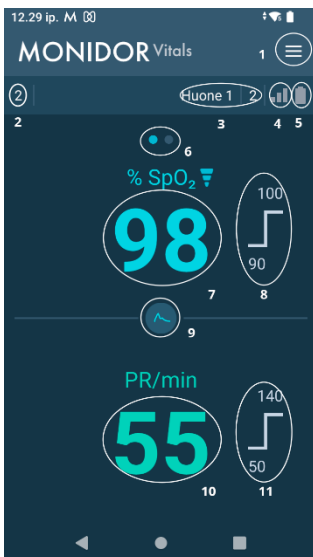 12.29 ip. M
MONIDOR Vitals 1
2 Huone 1 2
2 3 4 5
6
% SpO₂
100
98
90
7 8
9
PR/min
140
55
50
10 11